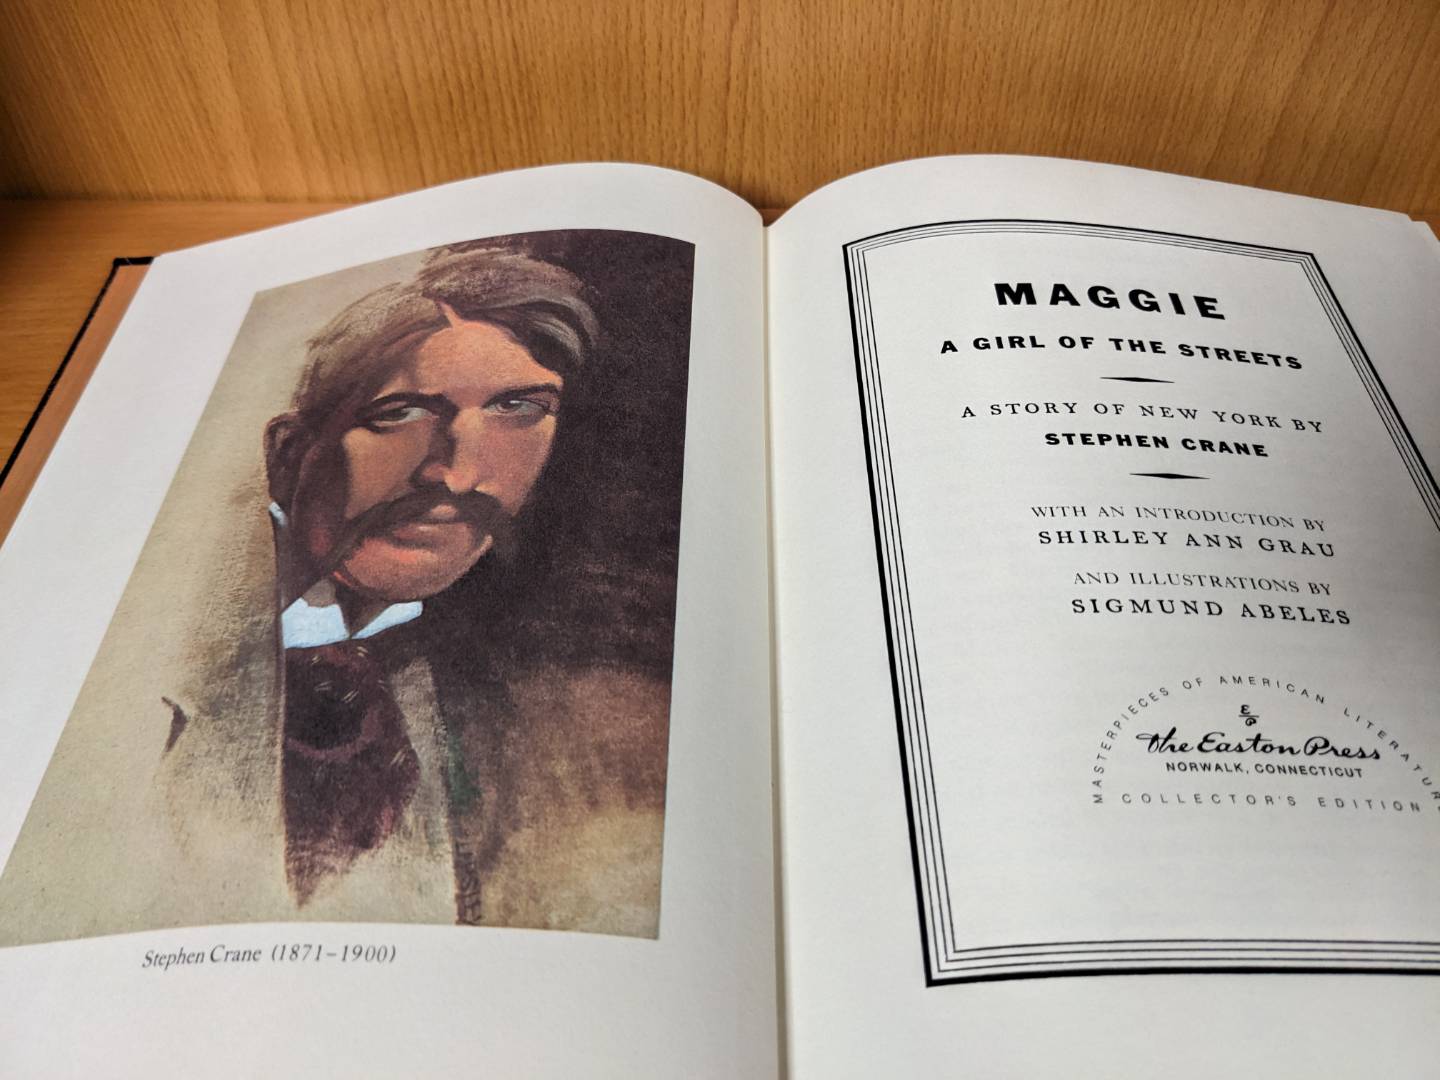 Stephen Crane (1871–1900)
MAGGIE
A GIRL OF THE STREETS
A STORY OF NEW YORK BY
STEPHEN CRANE
WITH AN INTRODUCTION BY
SHIRLEY ANN GRAU
AND ILLUSTRATIONS BY
SIGMUND ABELES
MASTERPIECES OF AMERICAN LITERATURE
The Easton Press
NORWALK, CONNECTICUT
COLLECTOR'S EDITION